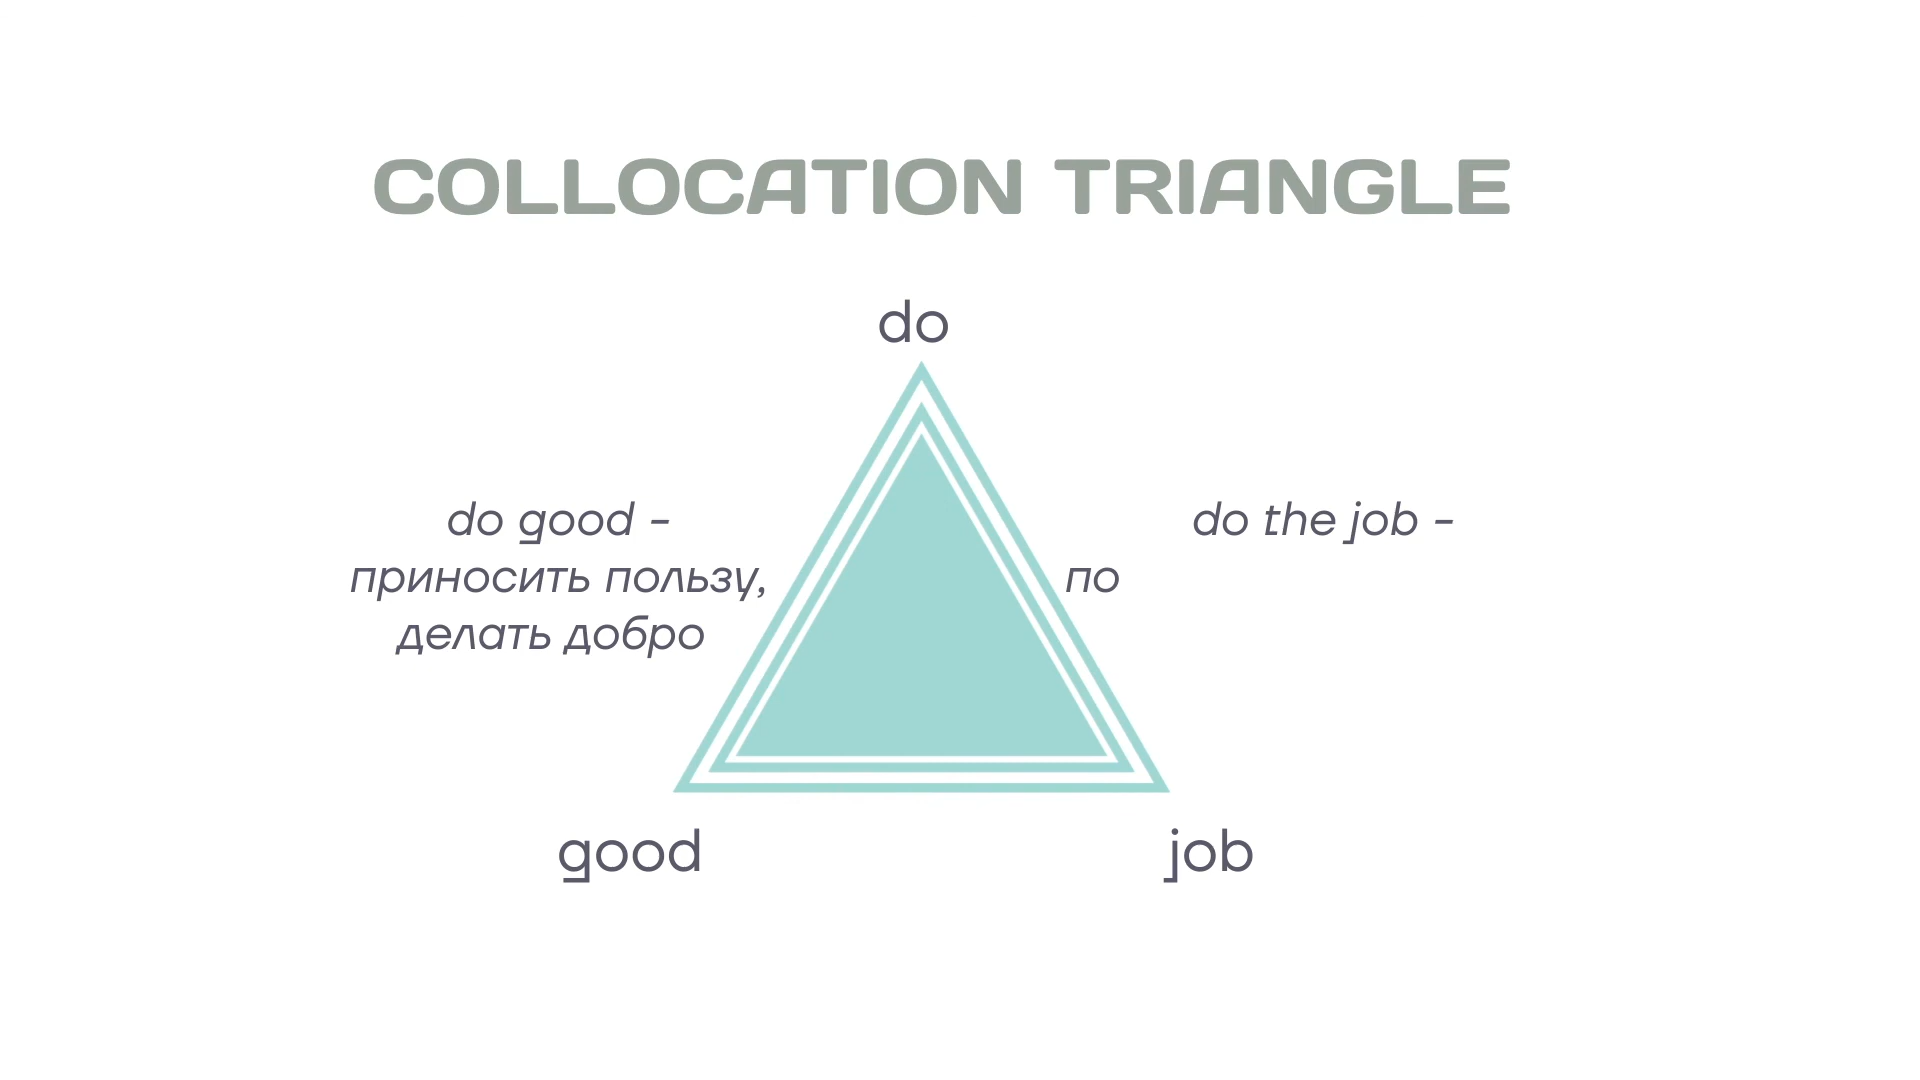 COLLOCATION TRIANGLE
do
do good -
приносить пользу,
делать добро
do the job -
по
good
job